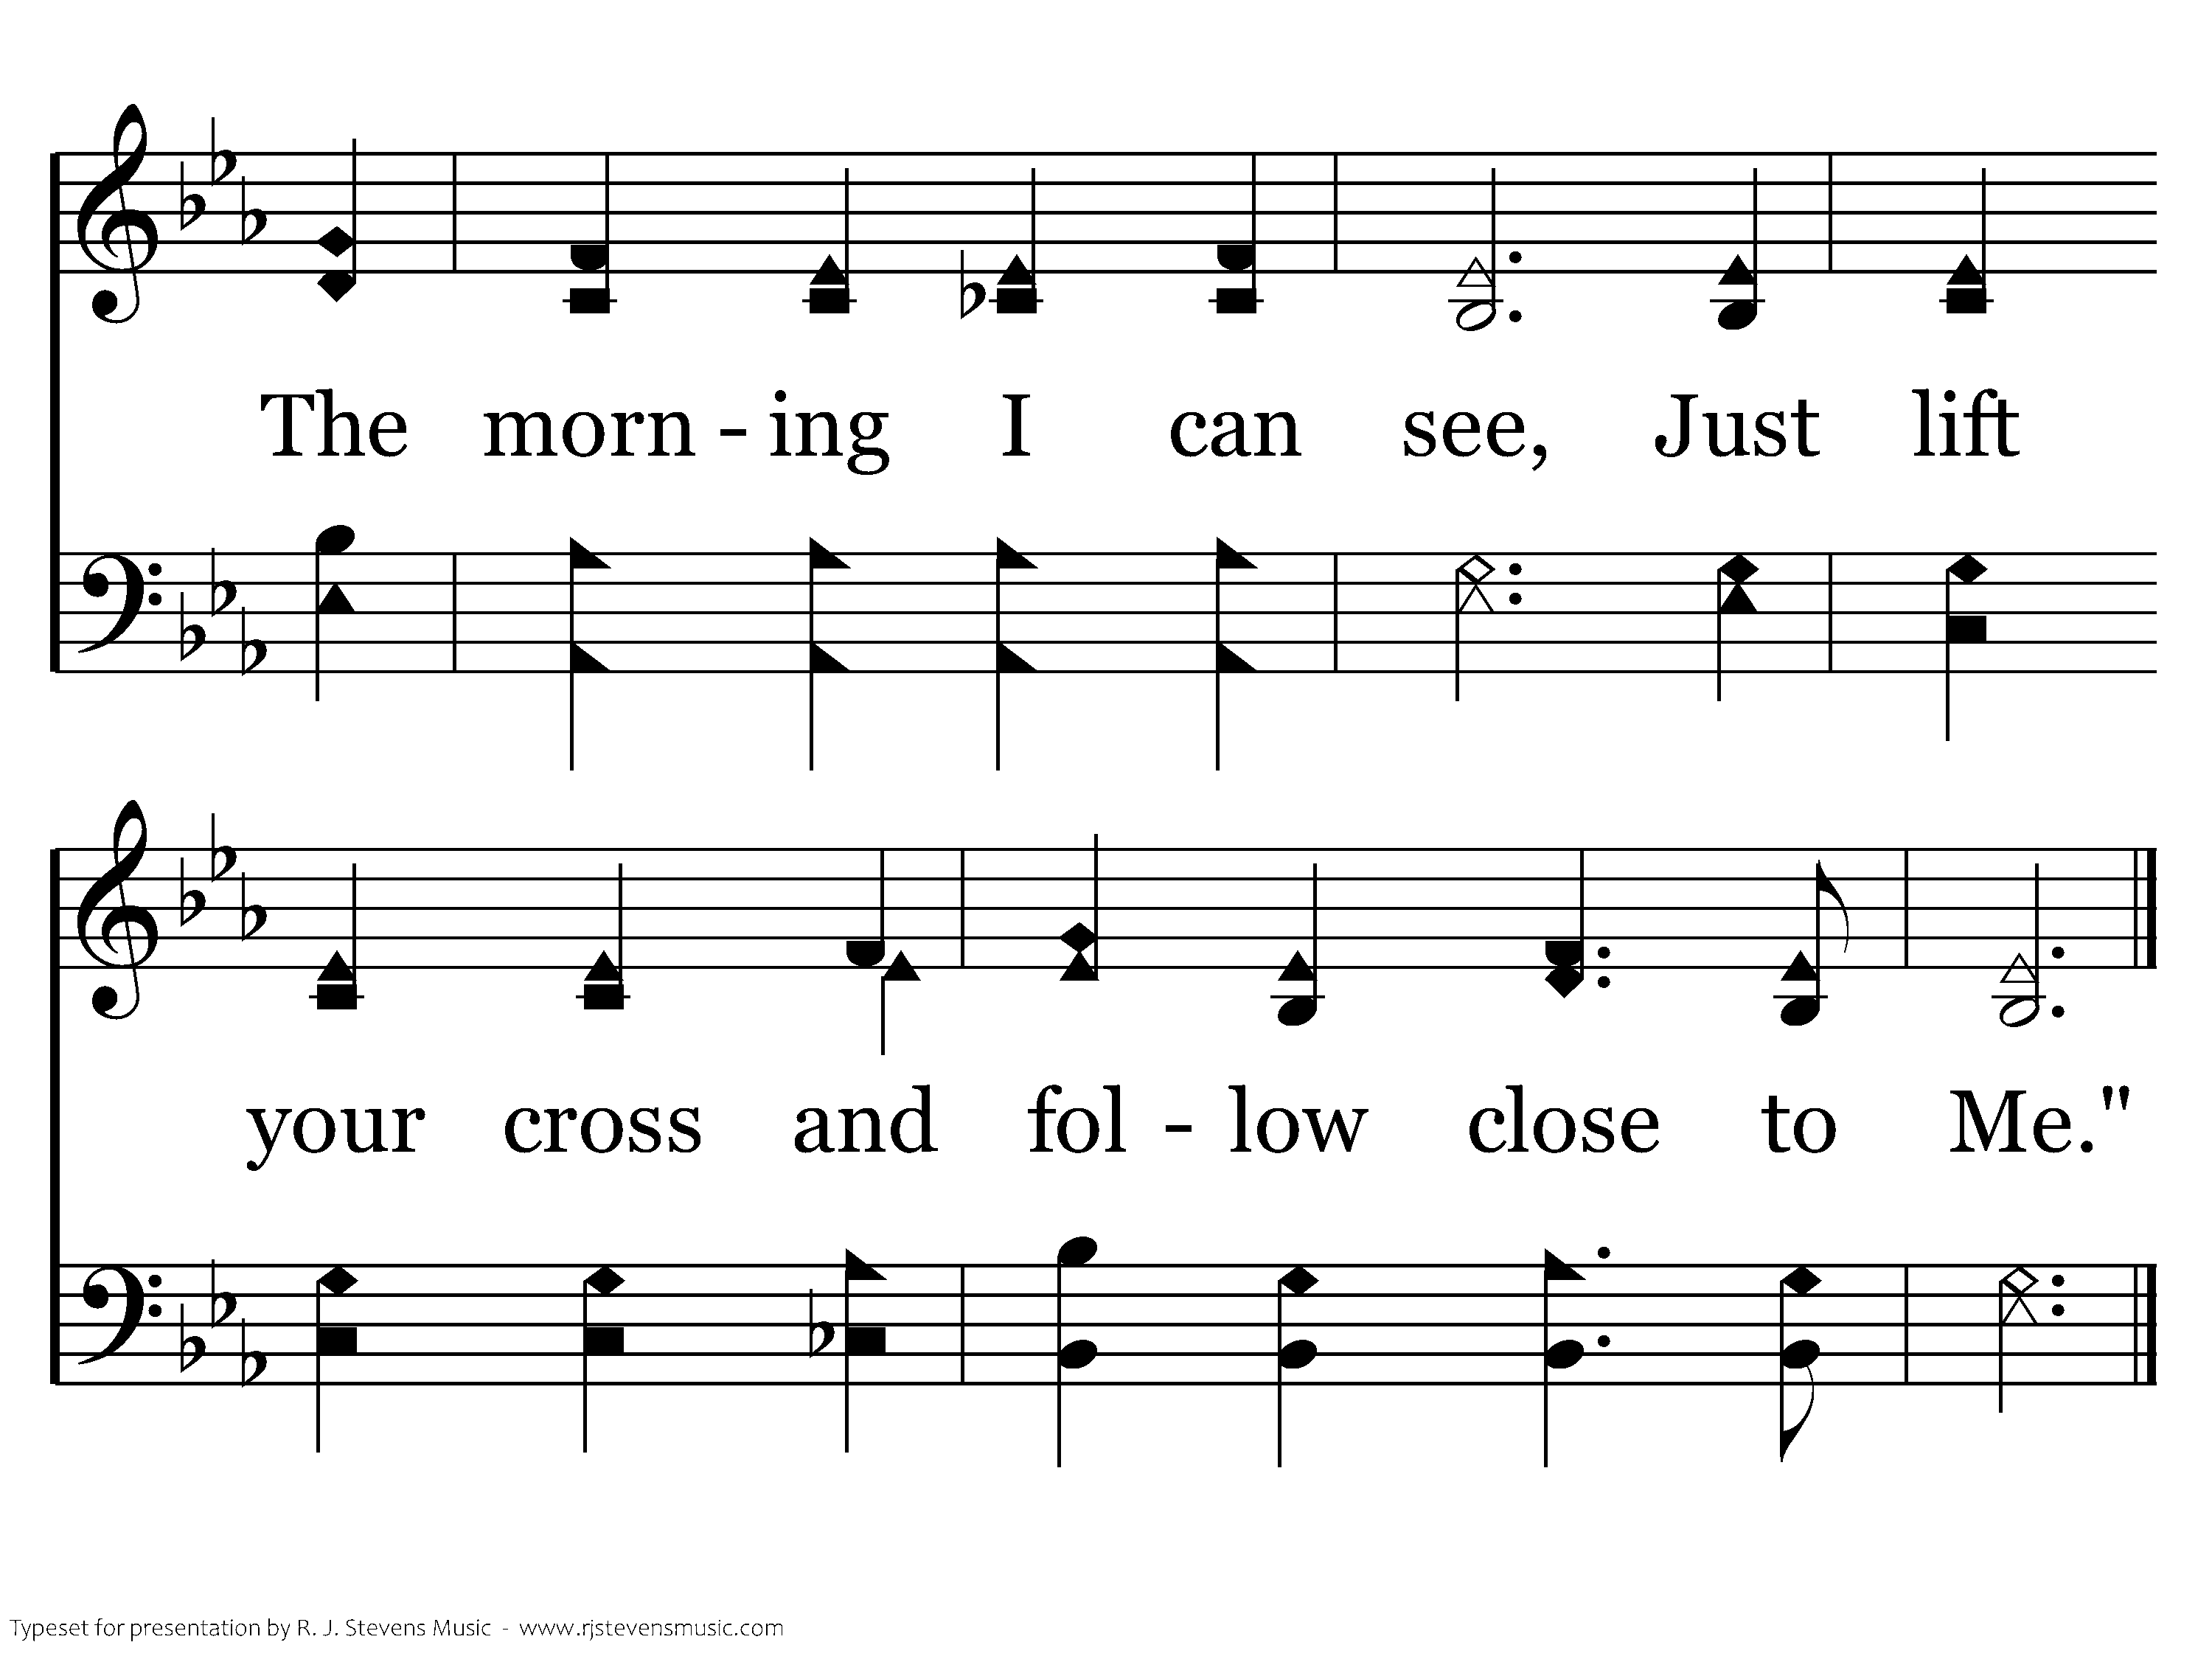 The morn - ing I can see, Just lift
your cross and fol - low close to Me."
Typeset for presentation by R. J. Stevens Music - www.rjstevensmusic.com